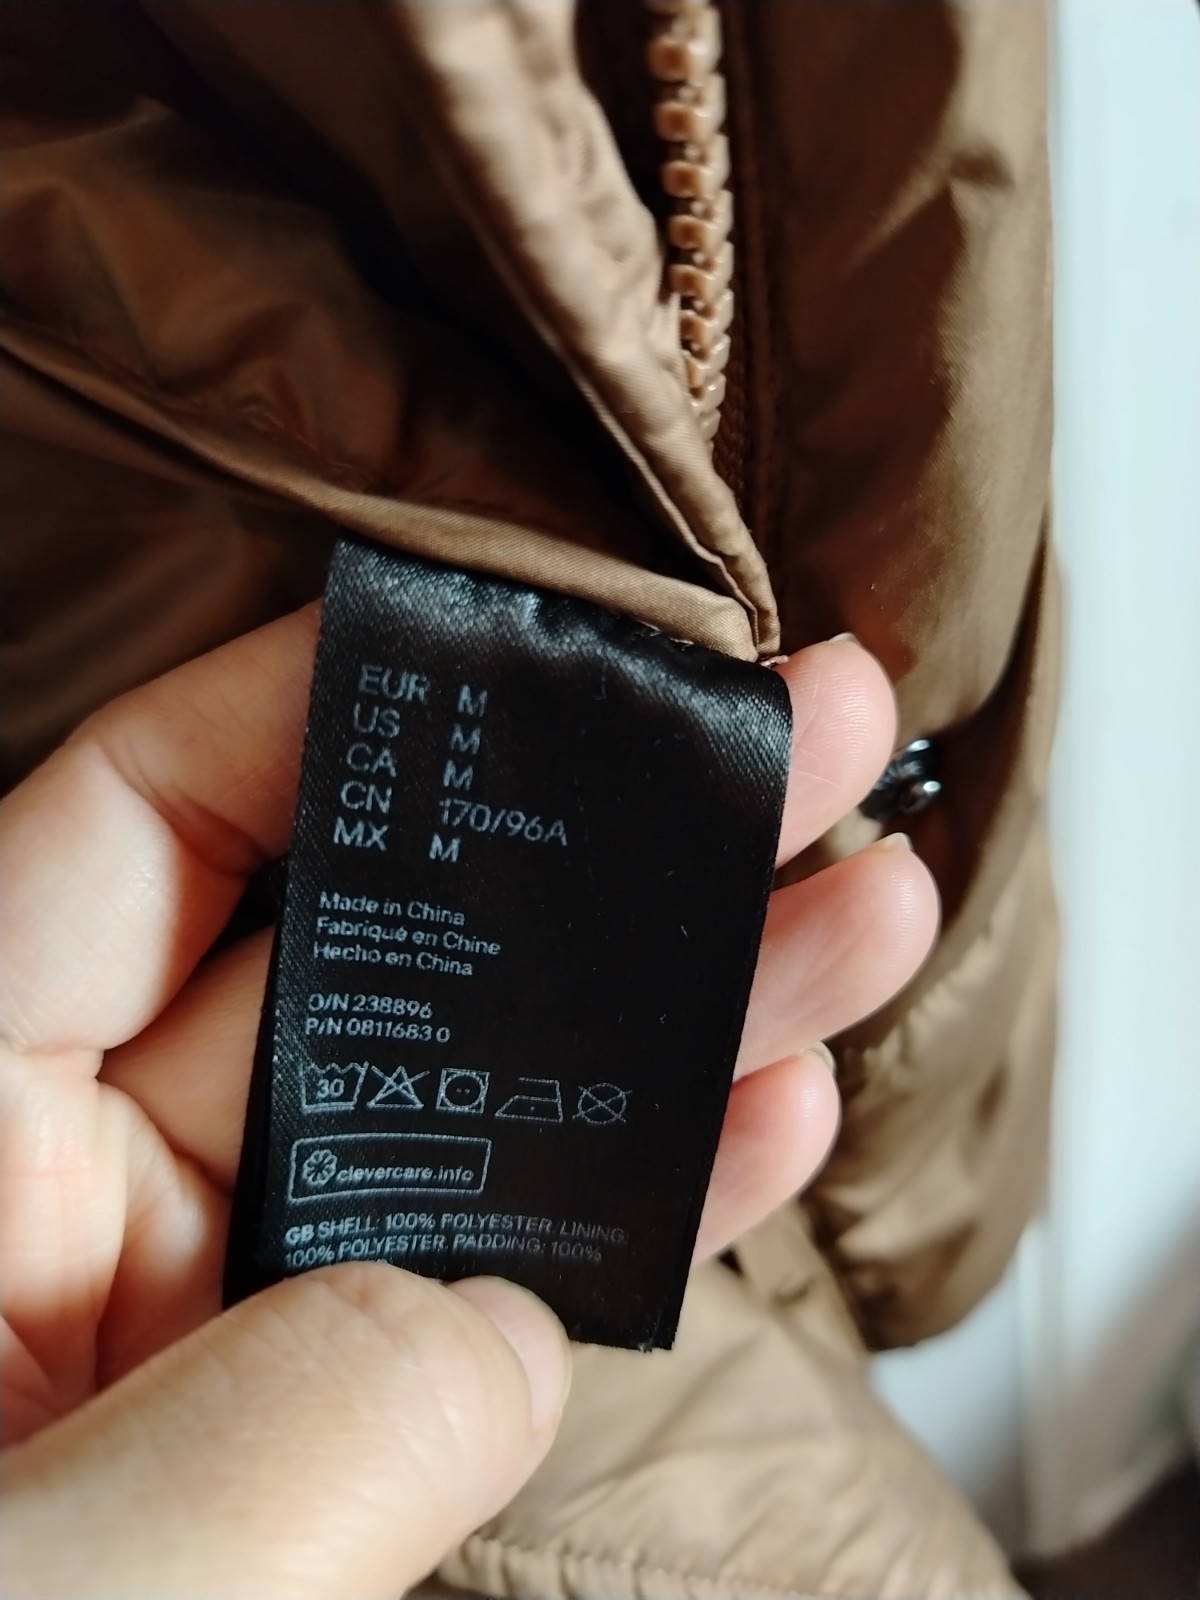 EUR M
US M
CA M
CN 170/96A
MX M
Made in China
Fabriqué en Chine
Hecho en China
O/N 238896
P/N 0811683 0
30
clevercare.info
GB SHELL: 100% POLYESTER. LINING:
100% POLYESTER. PADDING: 100%